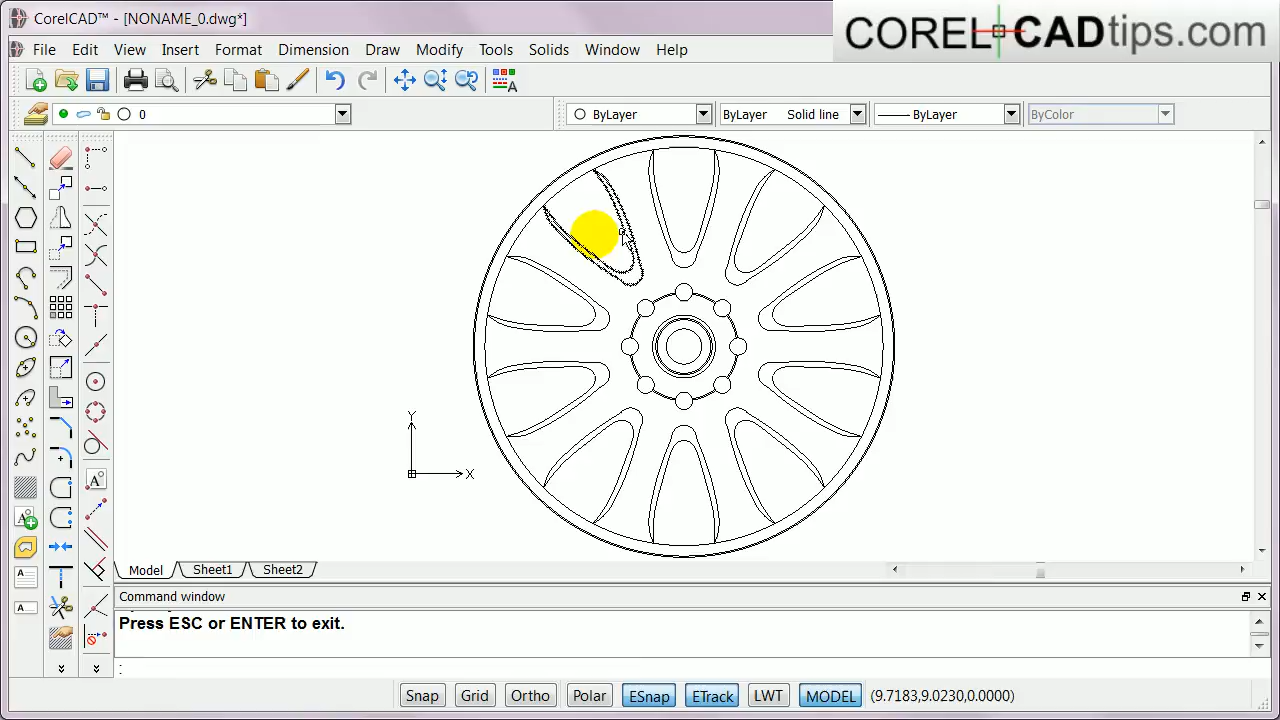 CorelCAD™ - [NONAME_0.dwg*]
CORELCADtips.com
File Edit View Insert Format Dimension Draw Modify Tools Solids Window Help
0
ByLayer
ByLayer Solid line
ByLayer
ByColor
Y
X
Model Sheet1 Sheet2
Command window
Press ESC or ENTER to exit.
:
Snap Grid Ortho Polar ESnap ETrack LWT MODEL (9.7183,9.0230,0.0000)